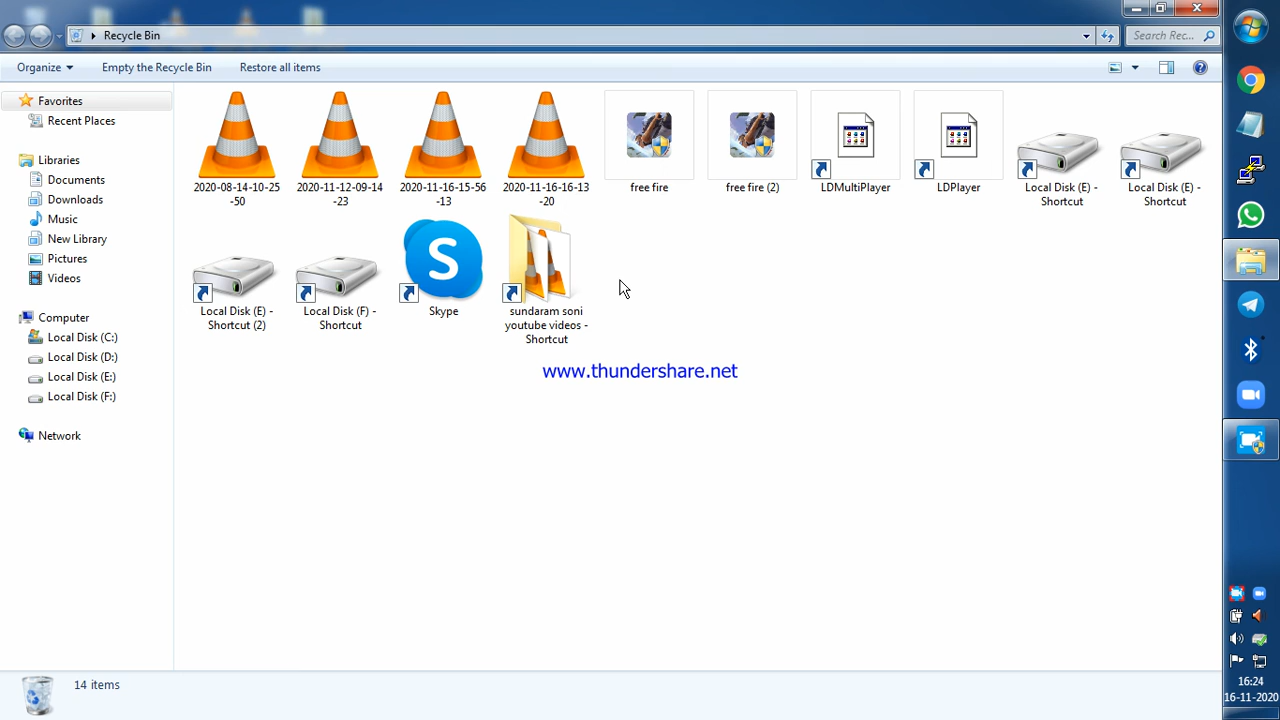 Recycle Bin
Search Rec...
Organize
Empty the Recycle Bin
Restore all items
Favorites
Recent Places
Libraries
Documents
Downloads
Music
New Library
Pictures
Videos
Computer
Local Disk (C:)
Local Disk (D:)
Local Disk (E:)
Local Disk (F:)
Network
2020-08-14-10-25
-50
2020-11-12-09-14
-23
2020-11-16-15-56
-13
2020-11-16-16-13
-20
free fire
free fire (2)
LDMultiPlayer
LDPlayer
Local Disk (E) -
Shortcut
Local Disk (E) -
Shortcut
Local Disk (E) -
Shortcut (2)
Local Disk (F) -
Shortcut
S
Skype
sundaram soni
youtube videos -
Shortcut
www.thundershare.net
14 items
16:24
16-11-2020